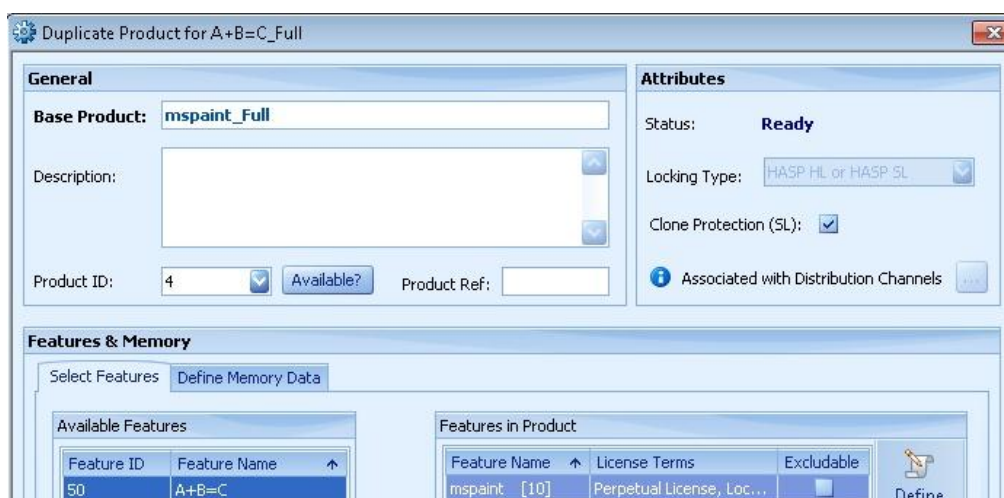 Duplicate Product for A+B=C_Full
General
Base Product: mspaint_Full
Description:
Product ID: 4 Available? Product Ref:
Attributes
Status: Ready
Locking Type: HASP HL or HASP SL
Clone Protection (SL):
Associated with Distribution Channels ...
Features & Memory
Select Features Define Memory Data
Available Features
Feature ID Feature Name
50 A+B=C
Features in Product
Feature Name License Terms Excludable
mspaint [10] Perpetual License, Loc...
Define